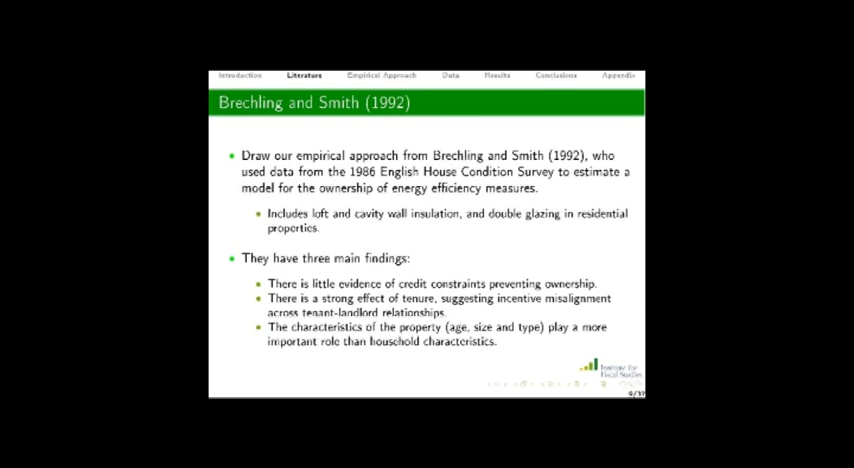 Introduction Literature Empirical Approach Data Results Conclusions Appendix
Brechling and Smith (1992)
Draw our empirical approach from Brechling and Smith (1992), who
used data from the 1986 English House Condition Survey to estimate a
model for the ownership of energy efficiency measures.
Includes loft and cavity wall insulation, and double glazing in residential
properties.
They have three main findings:
There is little evidence of credit constraints preventing ownership.
There is a strong effect of tenure, suggesting incentive misalignment
across tenant-landlord relationships.
The characteristics of the property (age, size and type) play a more
important role than household characteristics.
Institute for
Fiscal Studies